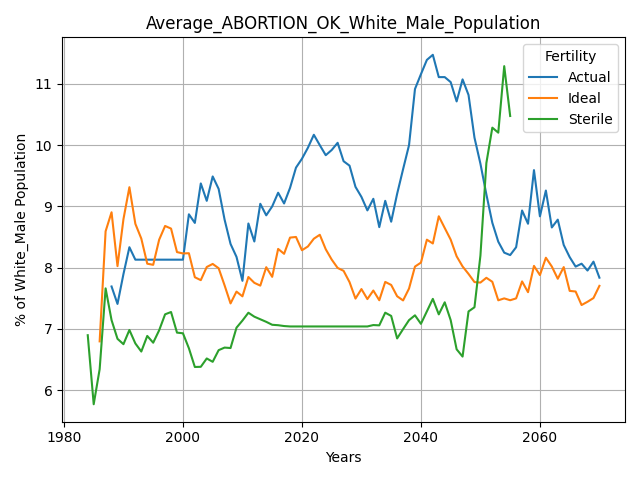 Average_ABORTION_OK_White_Male_Population
Fertility
Actual
Ideal
Sterile
% of White_Male Population
11
10
9
8
7
6
1980
2000
2020
2040
2060
Years